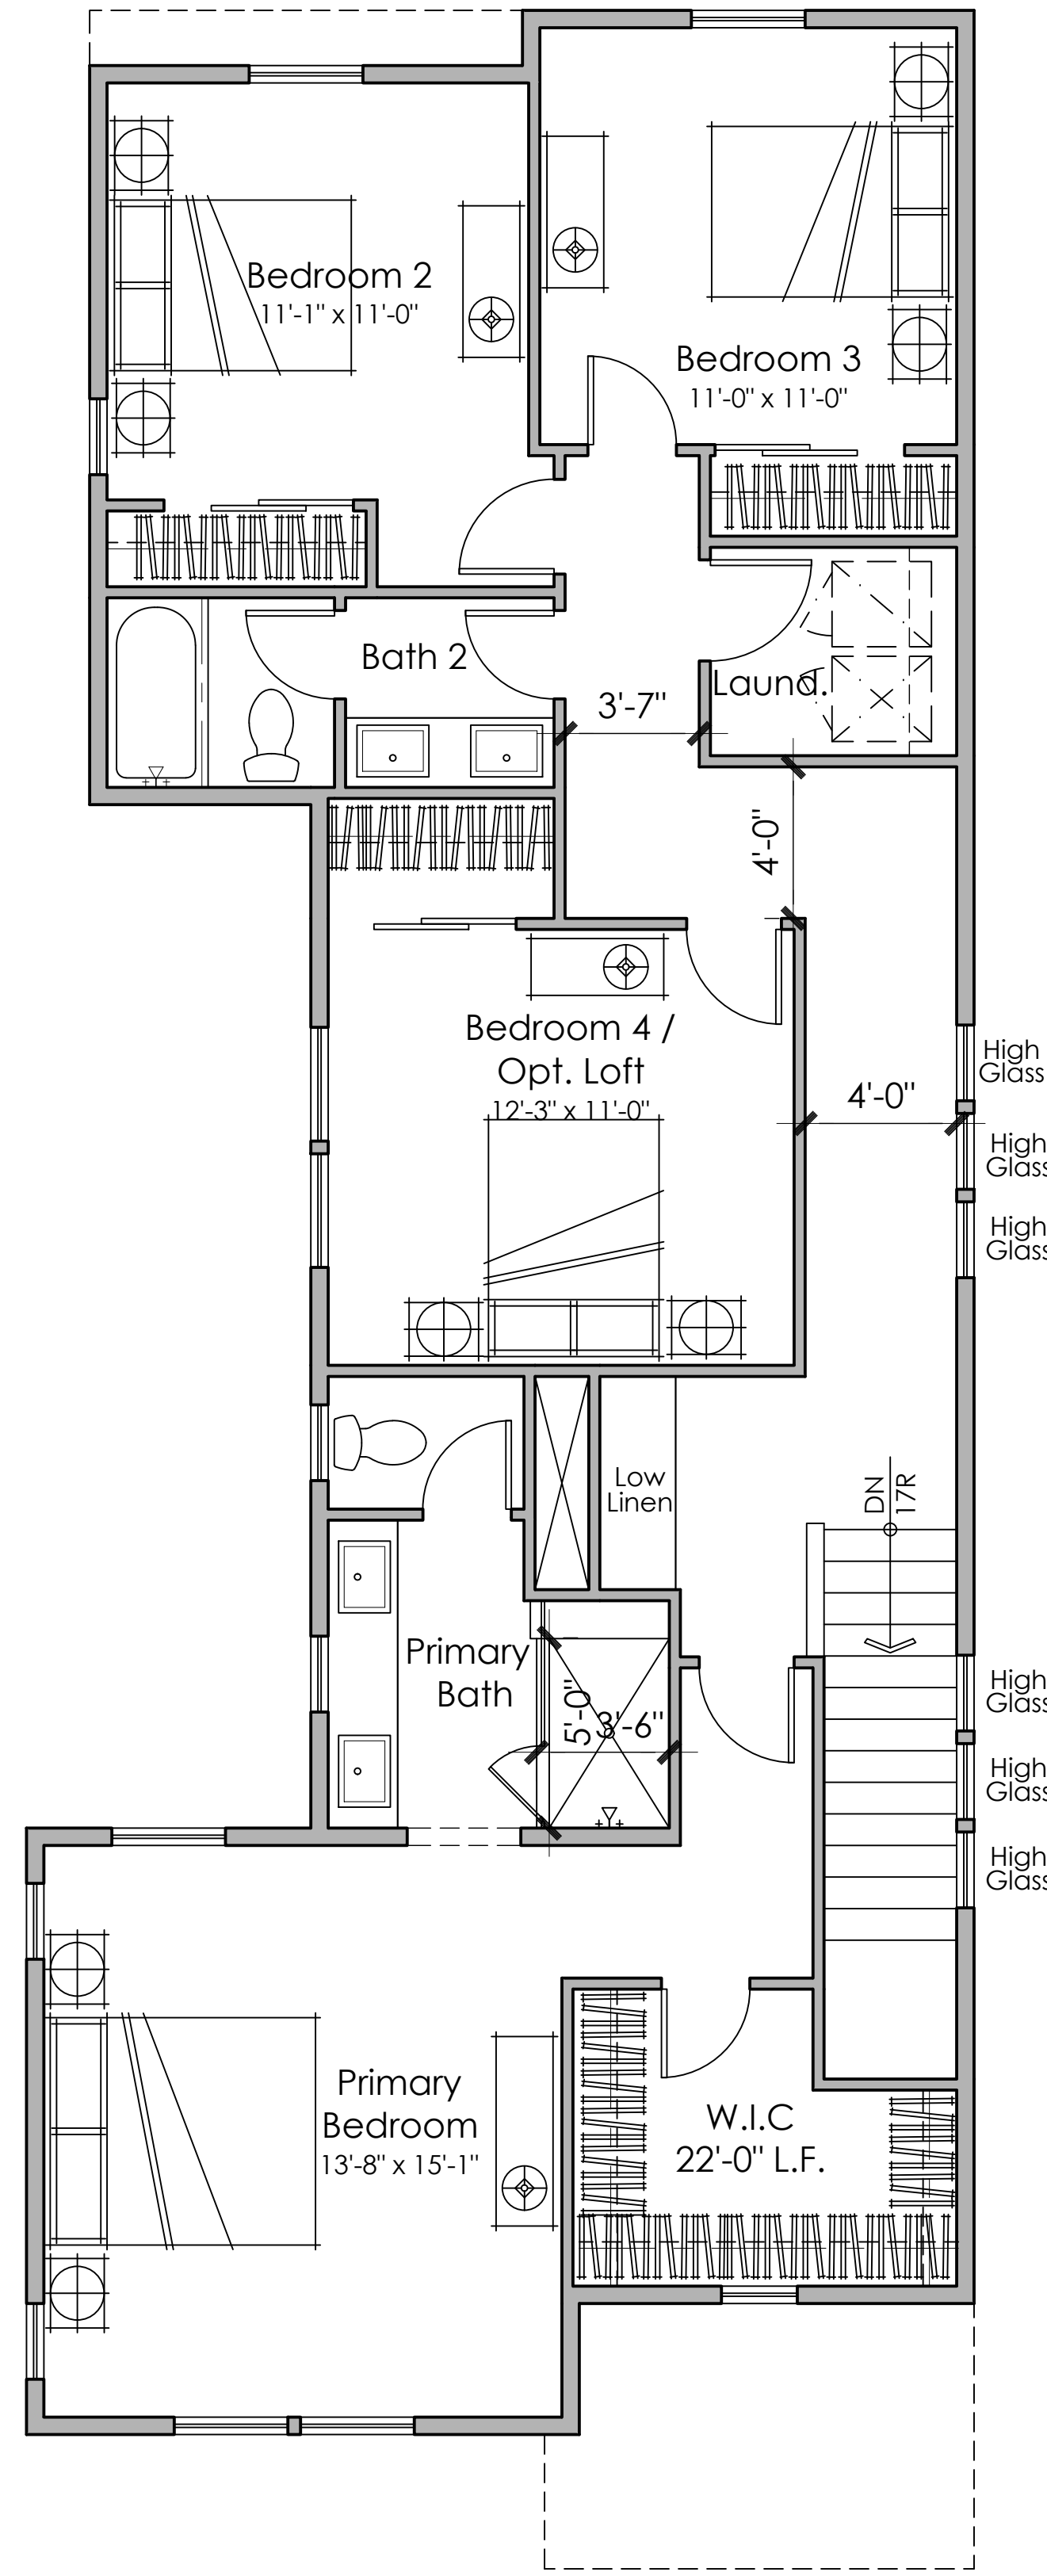 Bedroom 2
11'-1" x 11'-0"
Bedroom 3
11'-0" x 11'-0"
Bath 2
Laund.
3'-7"
4'-0"
Bedroom 4 /
Opt. Loft
12'-3" x 11'-0"
4'-0"
High
Glass
High
Glass
High
Glass
Low
Linen
DN
17R
Primary
Bath
5'-0"
3'-6"
High
Glass
High
Glass
High
Glass
Primary
Bedroom
13'-8" x 15'-1"
W.I.C
22'-0" L.F.